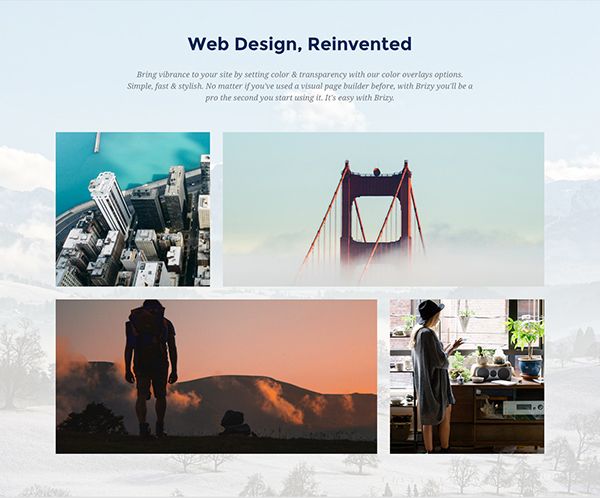 Web Design, Reinvented
Bring vibrance to your site by setting color & transparency with our color overlays options.
Simple, fast & stylish. No matter if you've used a visual page builder before, with Brizy you'll be a
pro the second you start using it. It's easy with Brizy.